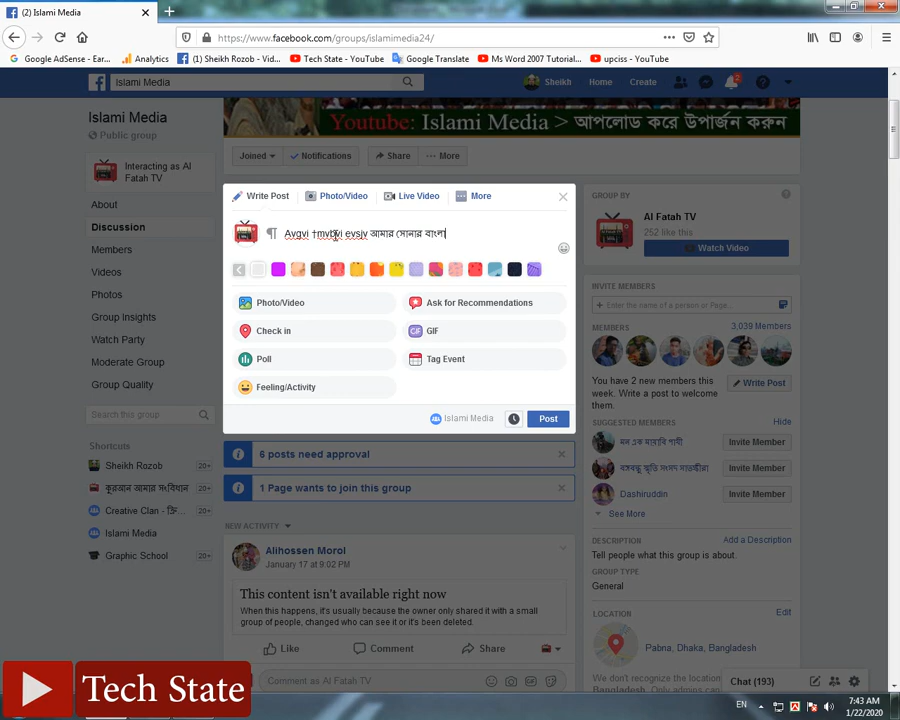 (2) Islami Media
https://www.facebook.com/groups/islamimedia24/
Google AdSense - Ear...
Analytics
(1) Sheikh Rozob - Vid...
Tech State - YouTube
Google Translate
Ms Word 2007 Tutorial...
upciss - YouTube
Islami Media
Sheikh
Home
Create
2
Islami Media
Public group
Interacting as Al
Fatah TV
About
Discussion
Members
Videos
Photos
Group Insights
Watch Party
Moderate Group
Group Quality
Search this group
Shortcuts
Sheikh Rozob 20+
কুরআন আমার সংবিধান 20+
Creative Clan - ক্রি... 20+
Islami Media
Graphic School 20+
Youtube: Islami Media > আপলোড করে উপার্জন করুন
Joined
Notifications
Share
More
Write Post
Photo/Video
Live Video
More
Avgvi †mvbvi evsjv আমার সোনার বাংলা
Photo/Video
Ask for Recommendations
Check in
GIF
Poll
Tag Event
Feeling/Activity
Islami Media
Post
6 posts need approval
1 Page wants to join this group
NEW ACTIVITY
Alihossen Morol
January 17 at 9:02 PM
This content isn't available right now
When this happens, it's usually because the owner only shared it with a small
group of people, changed who can see it or it's been deleted.
Like
Comment
Share
Comment as Al Fatah TV
GIF
GROUP BY
Al Fatah TV
252 like this
Watch Video
INVITE MEMBERS
Enter the name of a person or Page...
MEMBERS
3,039 Members
You have 2 new members this
week. Write a post to welcome
them.
Write Post
SUGGESTED MEMBERS
Hide
Invite Member
Invite Member
Dashiruddin
Invite Member
See More
DESCRIPTION
Add a Description
Tell people what this group is about.
GROUP TYPE
General
LOCATION
Edit
Pabna, Dhaka, Bangladesh
We don't recognize the location
Chat (193)
Tech State
EN
7:43 AM
1/22/2020